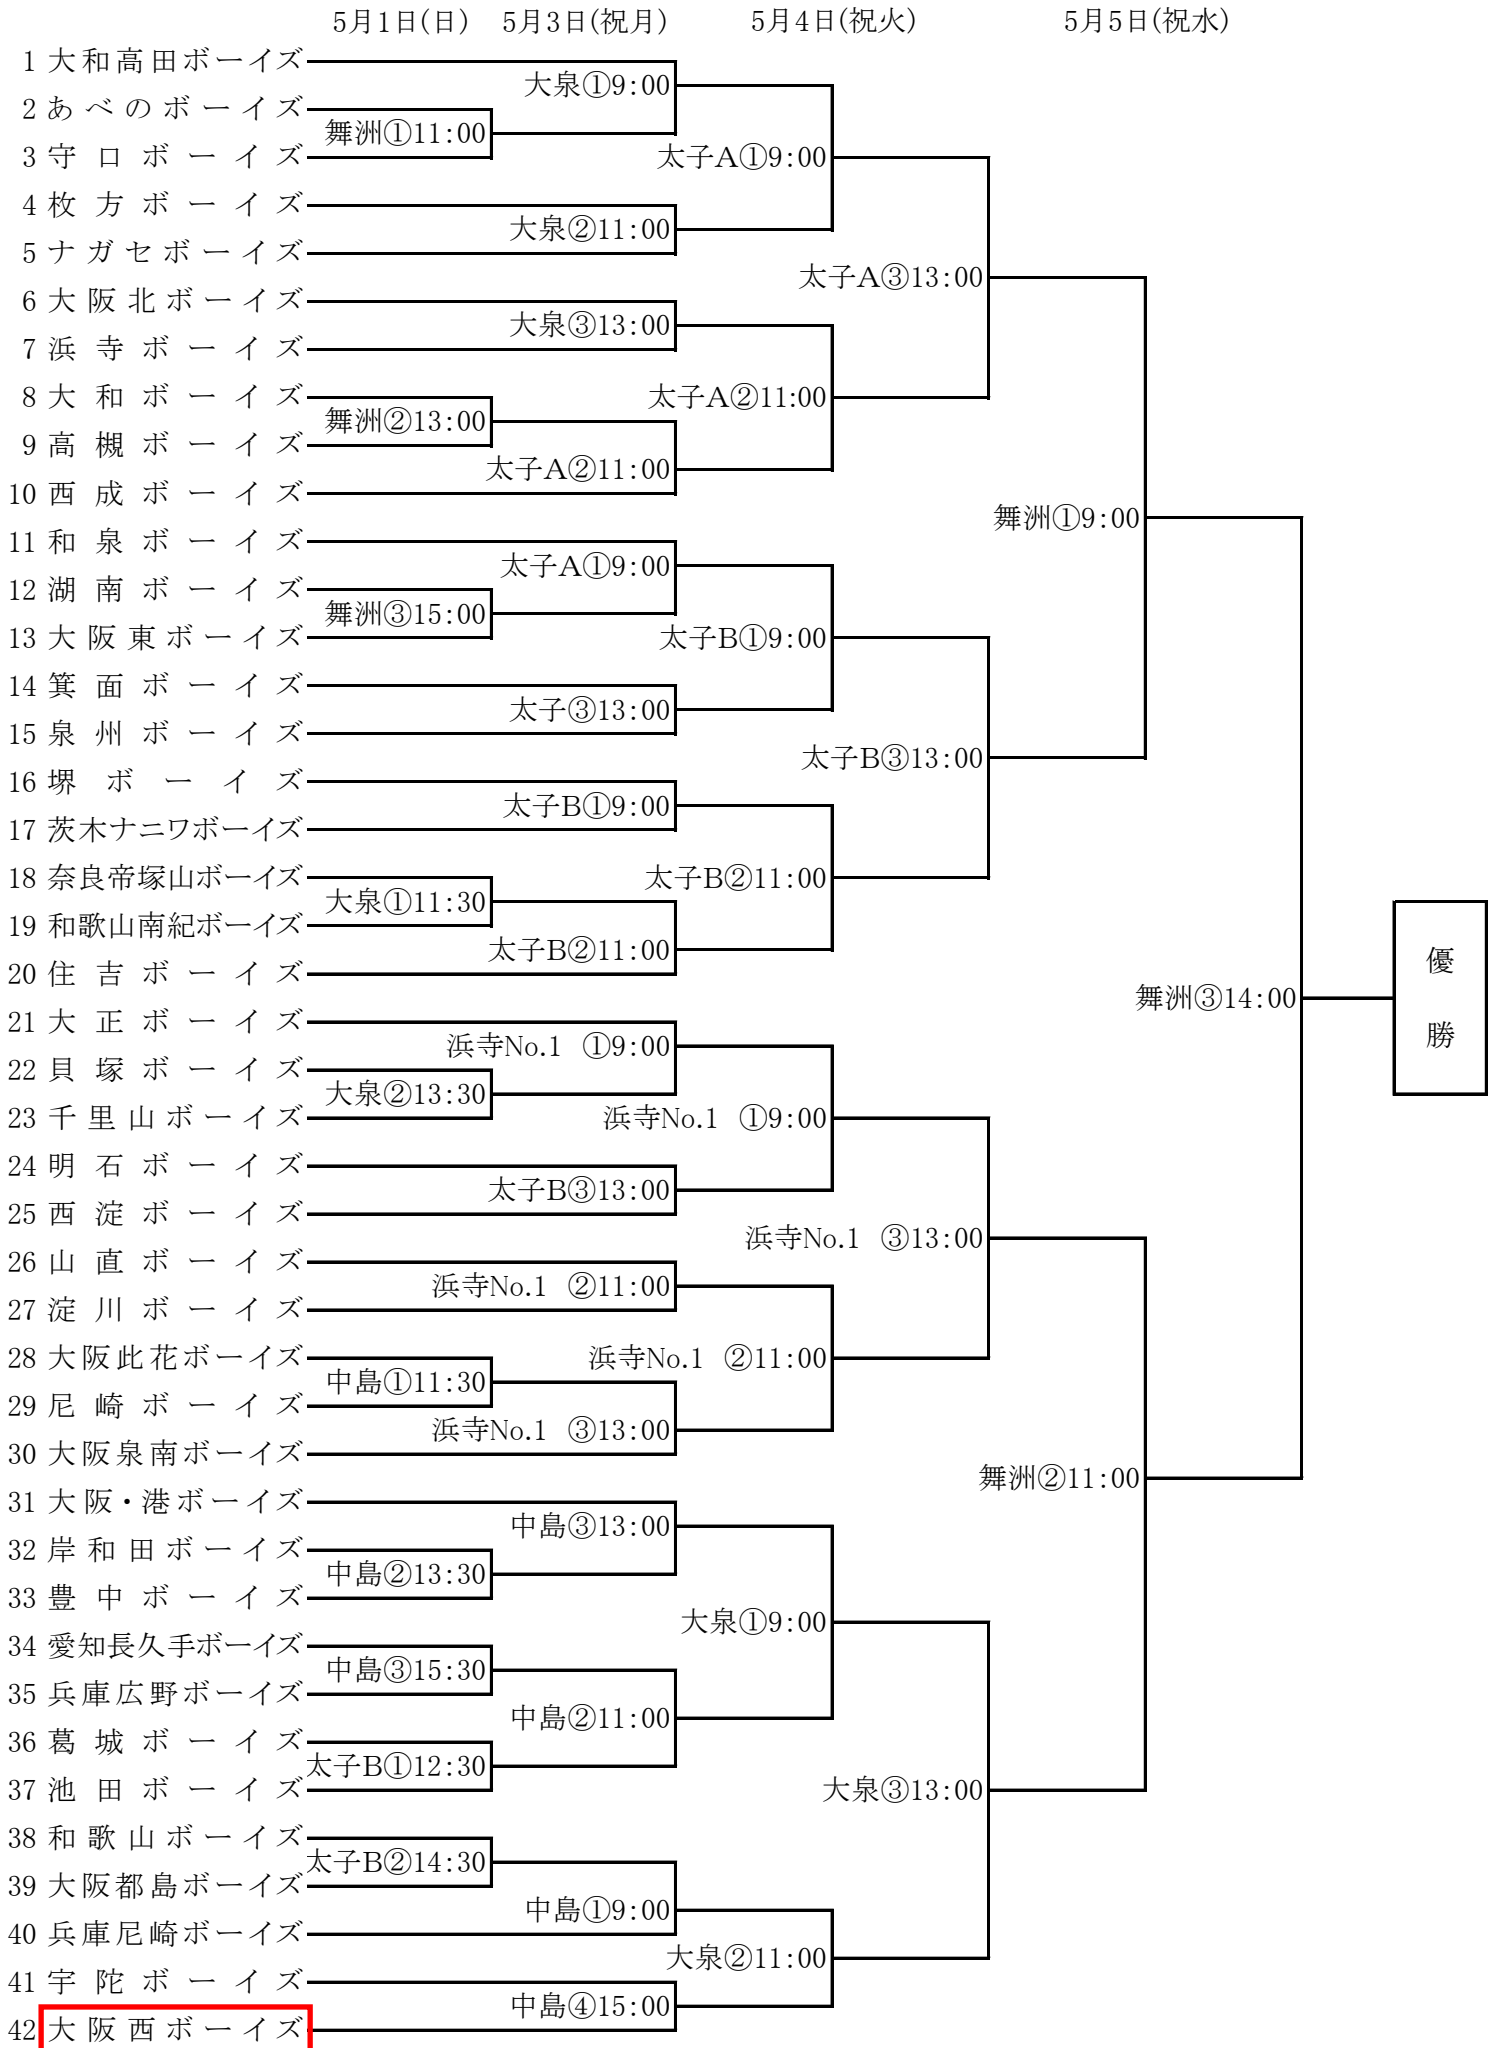 5月1日(日) 5月3日(祝月) 5月4日(祝火) 5月5日(祝水)
1 大和高田ボーイズ
大泉①9:00
2 あべのボーイズ
舞洲①11:00
3 守口ボーイズ
太子A①9:00
4 枚方ボーイズ
大泉②11:00
5 ナガセボーイズ
太子A③13:00
6 大阪北ボーイズ
大泉③13:00
7 浜寺ボーイズ
8 大和ボーイズ
太子A②11:00
舞洲②13:00
9 高槻ボーイズ
太子A②11:00
10 西成ボーイズ
舞洲①9:00
11 和泉ボーイズ
太子A①9:00
12 湖南ボーイズ
舞洲③15:00
13 大阪東ボーイズ
太子B①9:00
14 箕面ボーイズ
太子③13:00
15 泉州ボーイズ
太子B③13:00
16 堺ボーイズ
太子B①9:00
17 茨木ナニワボーイズ
18 奈良帝塚山ボーイズ
太子B②11:00
大泉①11:30
19 和歌山南紀ボーイズ
太子B②11:00
20 住吉ボーイズ
優
勝
舞洲③14:00
21 大正ボーイズ
浜寺No.1 ①9:00
22 貝塚ボーイズ
大泉②13:30
23 千里山ボーイズ
浜寺No.1 ①9:00
24 明石ボーイズ
太子B③13:00
25 西淀ボーイズ
浜寺No.1 ③13:00
26 山直ボーイズ
浜寺No.1 ②11:00
27 淀川ボーイズ
28 大阪此花ボーイズ
浜寺No.1 ②11:00
中島①11:30
29 尼崎ボーイズ
浜寺No.1 ③13:00
30 大阪泉南ボーイズ
舞洲②11:00
31 大阪・港ボーイズ
中島③13:00
32 岸和田ボーイズ
中島②13:30
33 豊中ボーイズ
大泉①9:00
34 愛知長久手ボーイズ
中島③15:30
35 兵庫広野ボーイズ
中島②11:00
36 葛城ボーイズ
太子B①12:30
37 池田ボーイズ
大泉③13:00
38 和歌山ボーイズ
太子B②14:30
39 大阪都島ボーイズ
中島①9:00
40 兵庫尼崎ボーイズ
大泉②11:00
41 宇陀ボーイズ
中島④15:00
42 大阪西ボーイズ